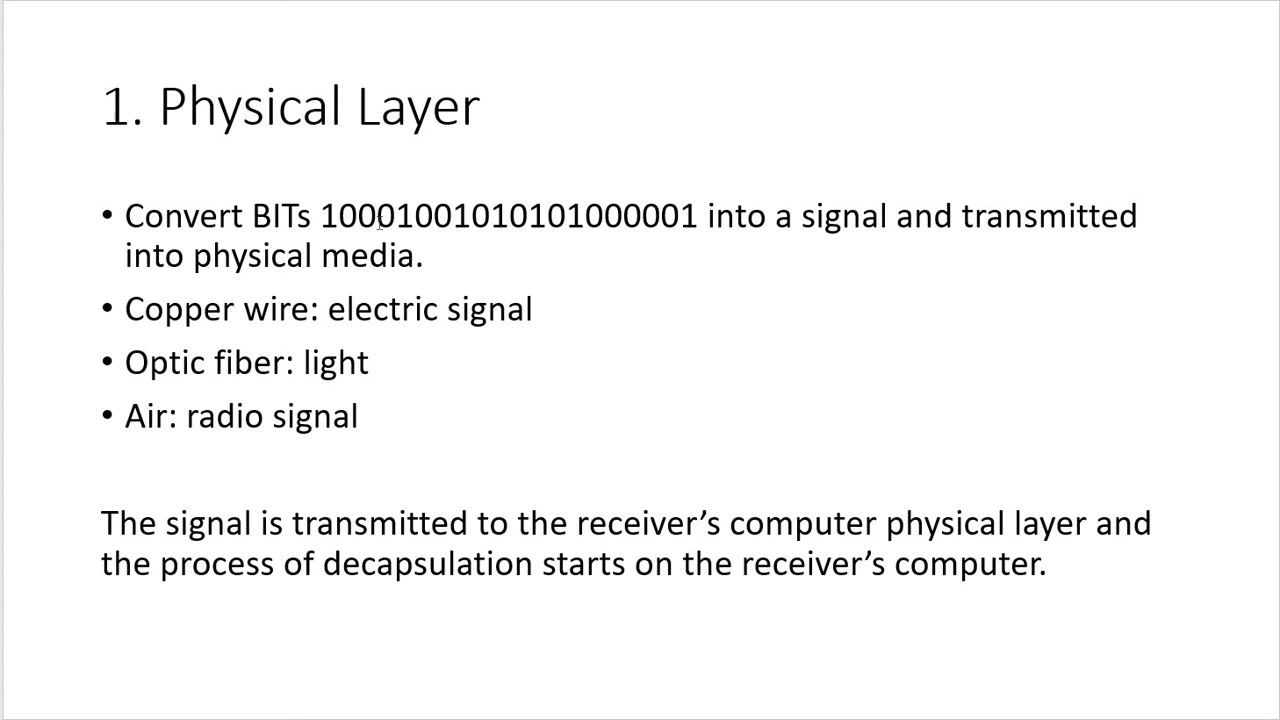 1. Physical Layer
• Convert BITs 100010010101010​00001 into a signal and transmitted
into physical media.
• Copper wire: electric signal
• Optic fiber: light
• Air: radio signal
The signal is transmitted to the receiver’s computer physical layer and
the process of decapsulation starts on the receiver’s computer.